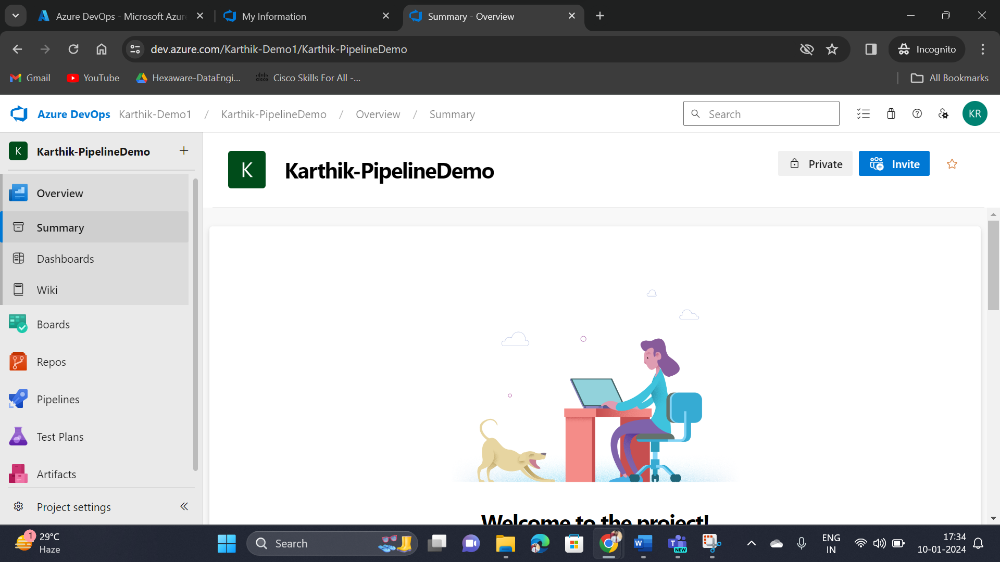 Azure DevOps - Microsoft Azur
My Information
Summary - Overview
dev.azure.com/Karthik-Demo1/Karthik-PipelineDemo
Incognito
Gmail
YouTube
Hexaware-DataEngi...
Cisco Skills For All -...
All Bookmarks
Azure DevOps Karthik-Demo1 / Karthik-PipelineDemo / Overview / Summary
Search
KR
K Karthik-PipelineDemo +
K Karthik-PipelineDemo
Private
Invite
Overview
Summary
Dashboards
Wiki
Boards
Repos
Pipelines
Test Plans
Artifacts
Project settings
Welcome to the project!
1
29°C
Haze
Search
NEW
ENG
IN
17:34
10-01-2024